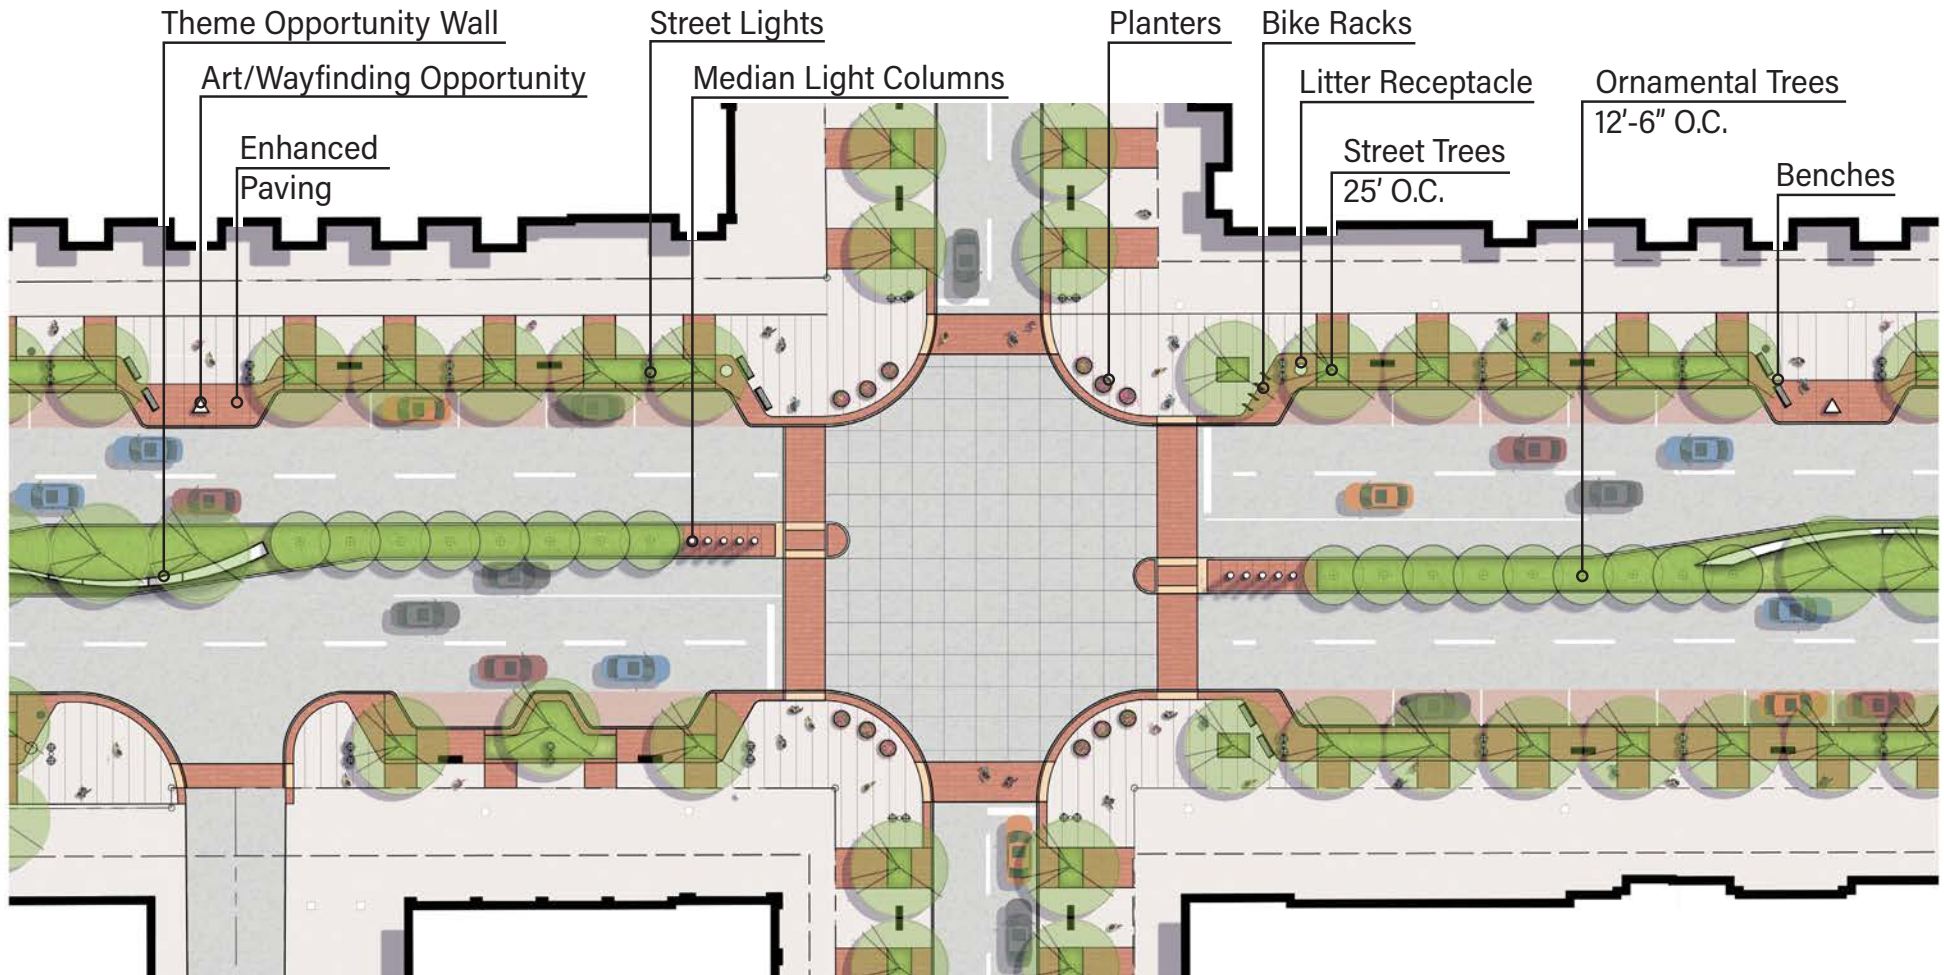 Theme Opportunity Wall
Street Lights
Planters
Bike Racks
Art/Wayfinding Opportunity
Median Light Columns
Litter Receptacle
Ornamental Trees
12'-6" O.C.
Enhanced
Paving
Street Trees
25' O.C.
Benches